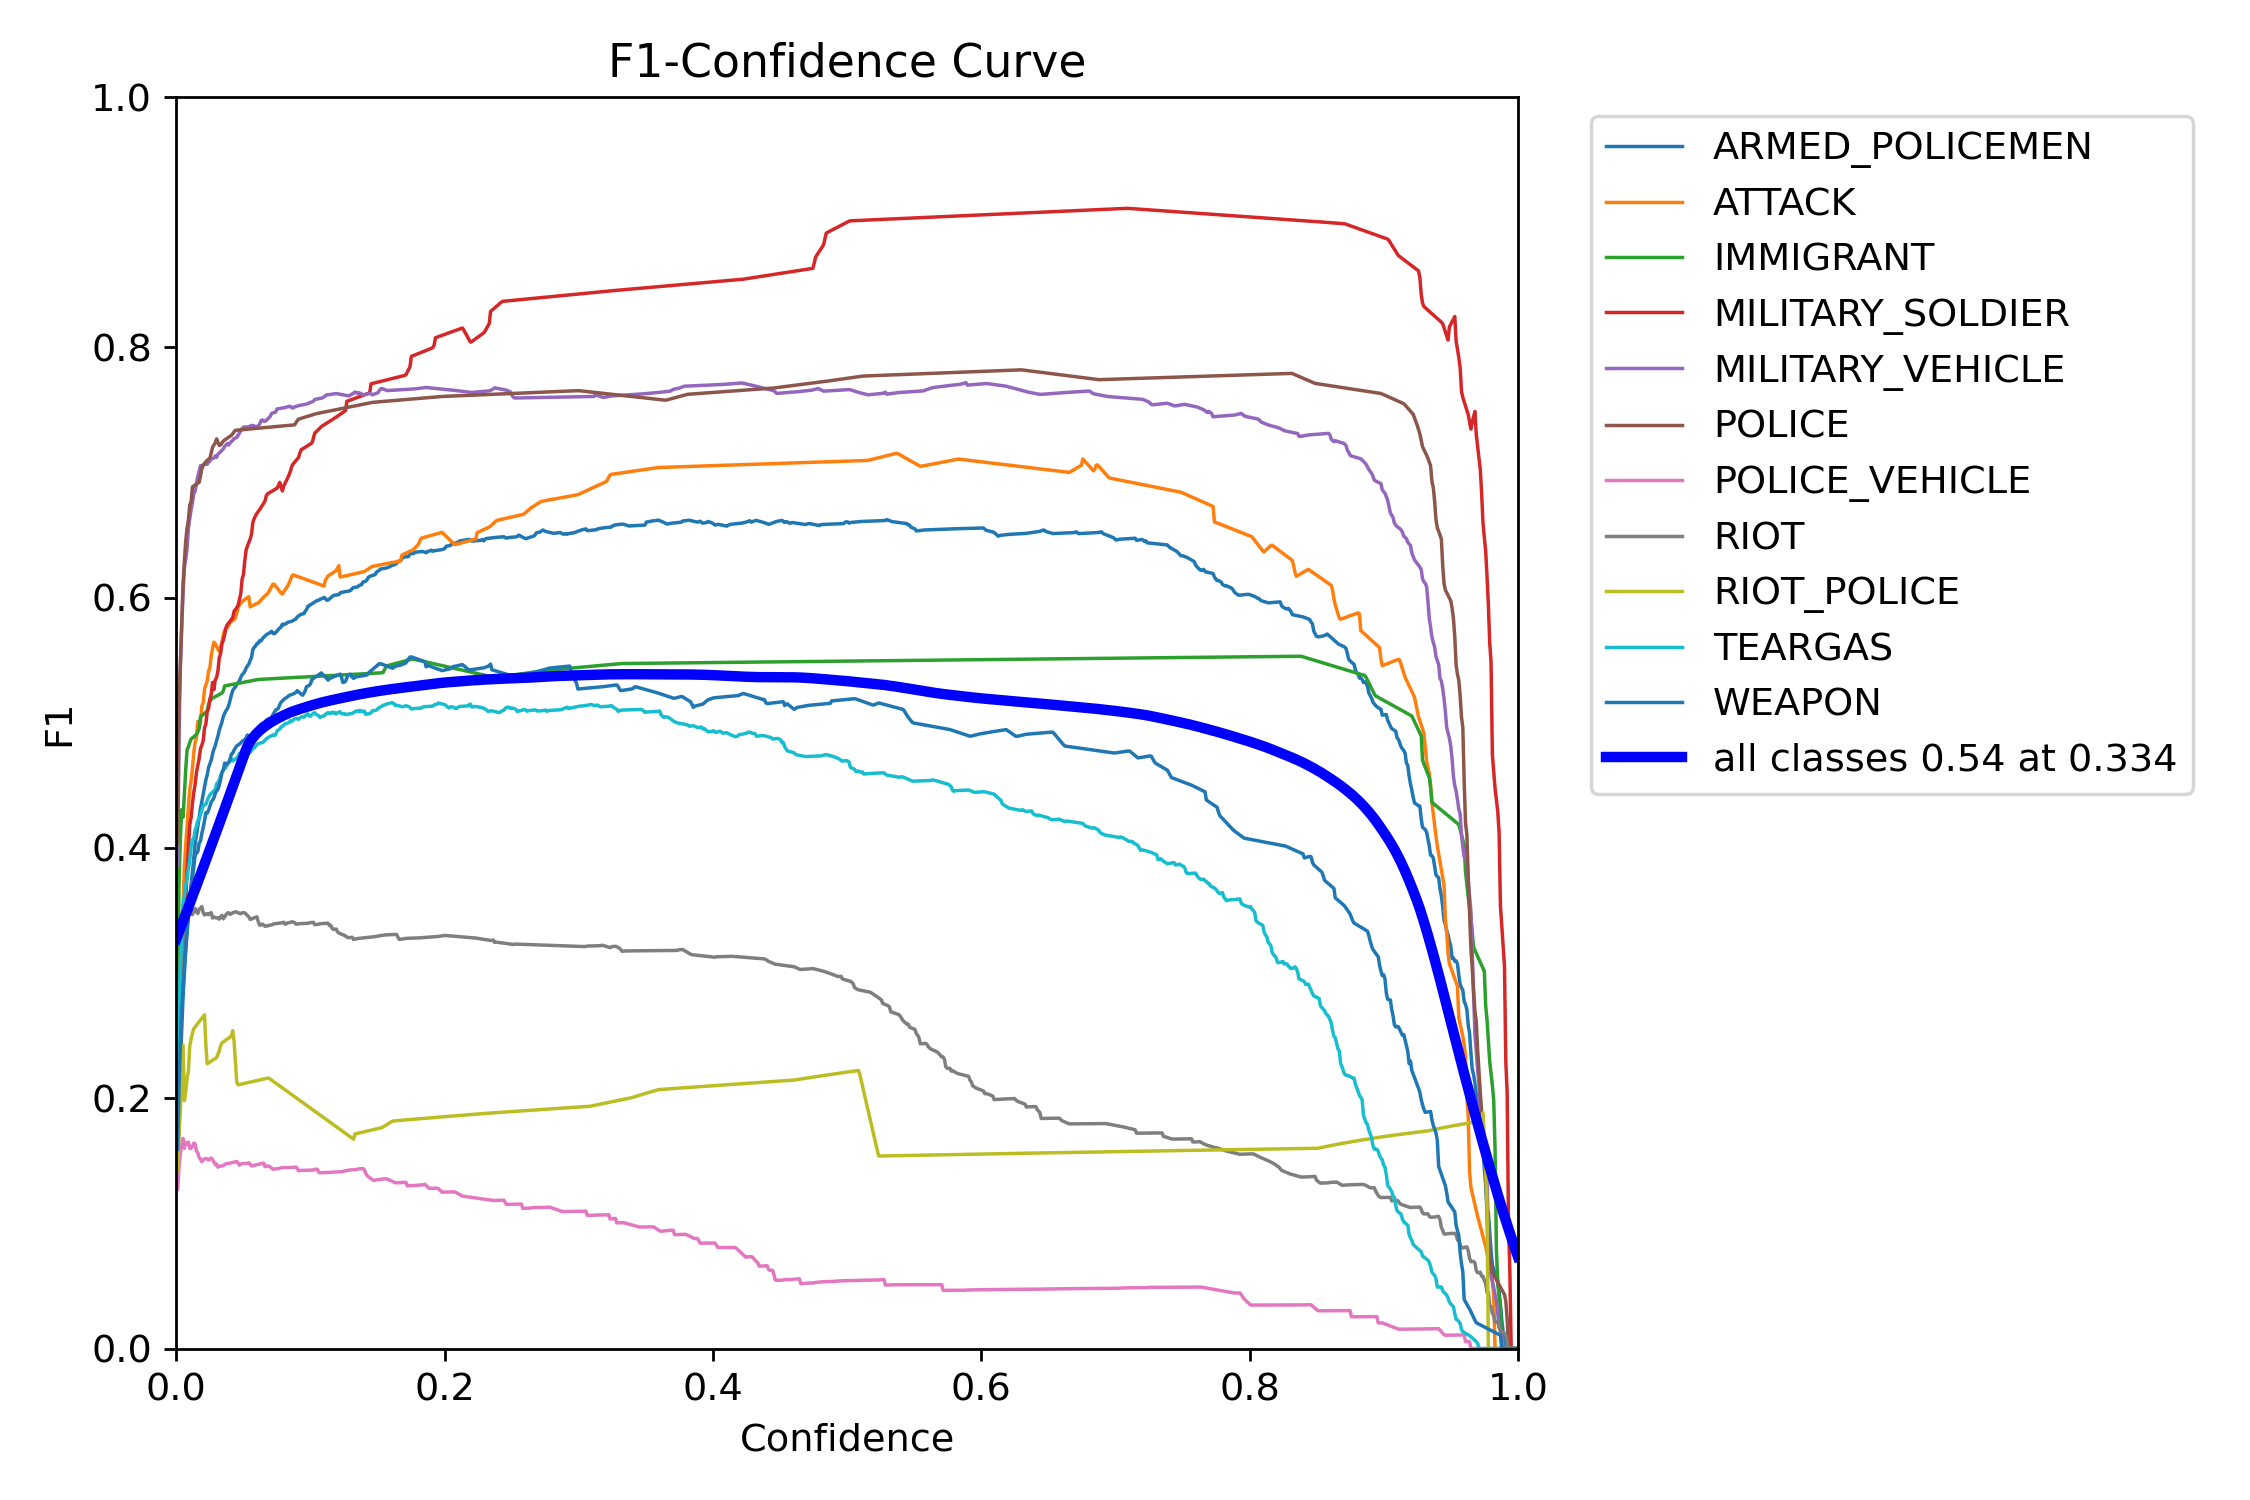 F1-Confidence Curve
1.0
0.8
0.6
0.4
0.2
0.0
F1
0.0 0.2 0.4 0.6 0.8 1.0
Confidence
ARMED_POLICEMEN
ATTACK
IMMIGRANT
MILITARY_SOLDIER
MILITARY_VEHICLE
POLICE
POLICE_VEHICLE
RIOT
RIOT_POLICE
TEARGAS
WEAPON
all classes 0.54 at 0.334